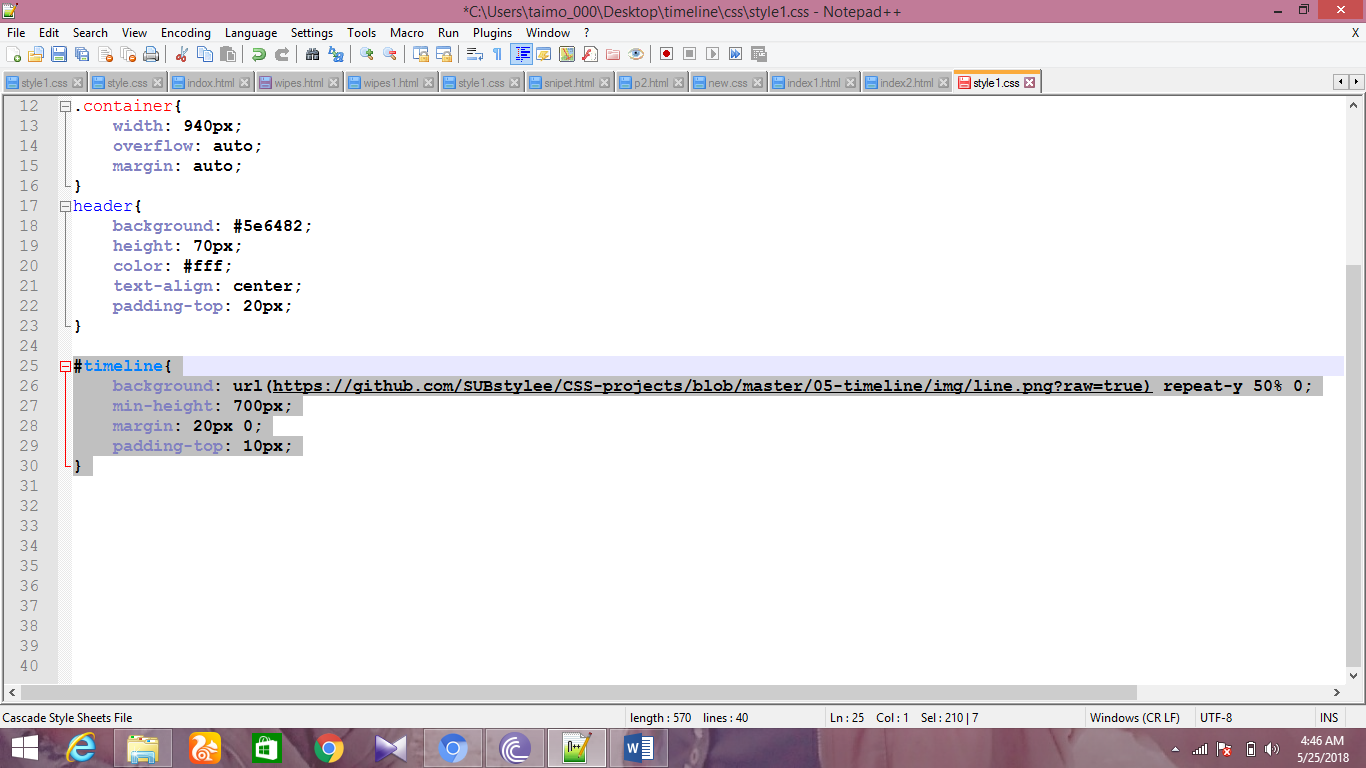 *C:\Users\taimo_000\Desktop\timeline\css\style1.css - Notepad++
File Edit Search View Encoding Language Settings Tools Macro Run Plugins Window ? X
style1.css style.css indox.html wipes.html wipes1.html style1.css snipet.html p2.html new.css index1.html index2.html style1.css
12 .container{
13 width: 940px;
14 overflow: auto;
15 margin: auto;
16 }
17 header{
18 background: #5e6482;
19 height: 70px;
20 color: #fff;
21 text-align: center;
22 padding-top: 20px;
23 }
24
25 #timeline{
26 background: url(https://github.com/SUBstylee/CSS-projects/blob/master/05-timeline/img/line.png?raw=true) repeat-y 50% 0;
27 min-height: 700px;
28 margin: 20px 0;
29 padding-top: 10px;
30 }
31
32
33
34
35
36
37
38
39
40
Cascade Style Sheets File length : 570 lines : 40 Ln : 25 Col : 1 Sel : 210 | 7 Windows (CR LF) UTF-8 INS
4:46 AM
5/25/2018